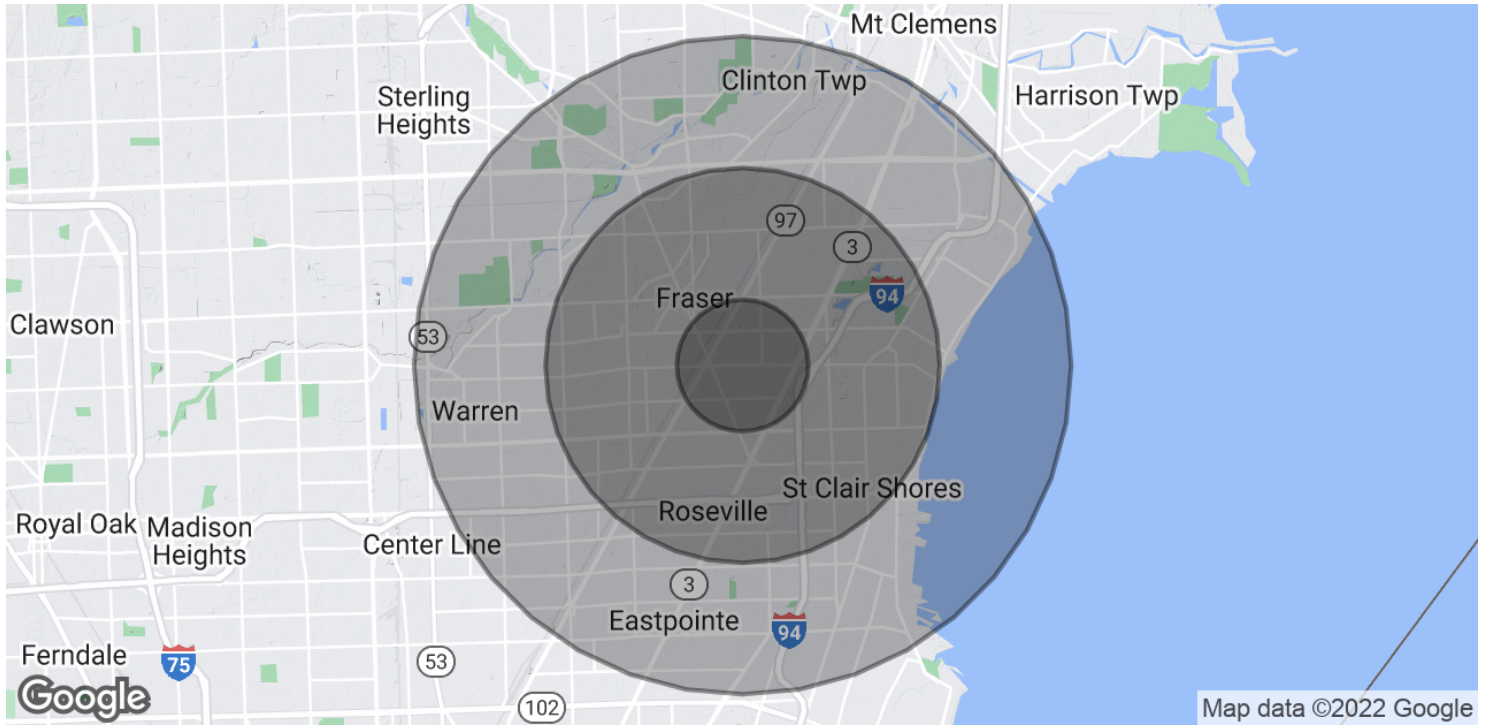 Mt Clemens
Clinton Twp
Sterling
Heights
Harrison Twp
97
3
94
Fraser
Clawson
53
Warren
St Clair Shores
Roseville
Royal Oak
Madison
Heights
Center Line
3
Eastpointe
94
Ferndale
75
53
Google
102
Map data ©2022 Google